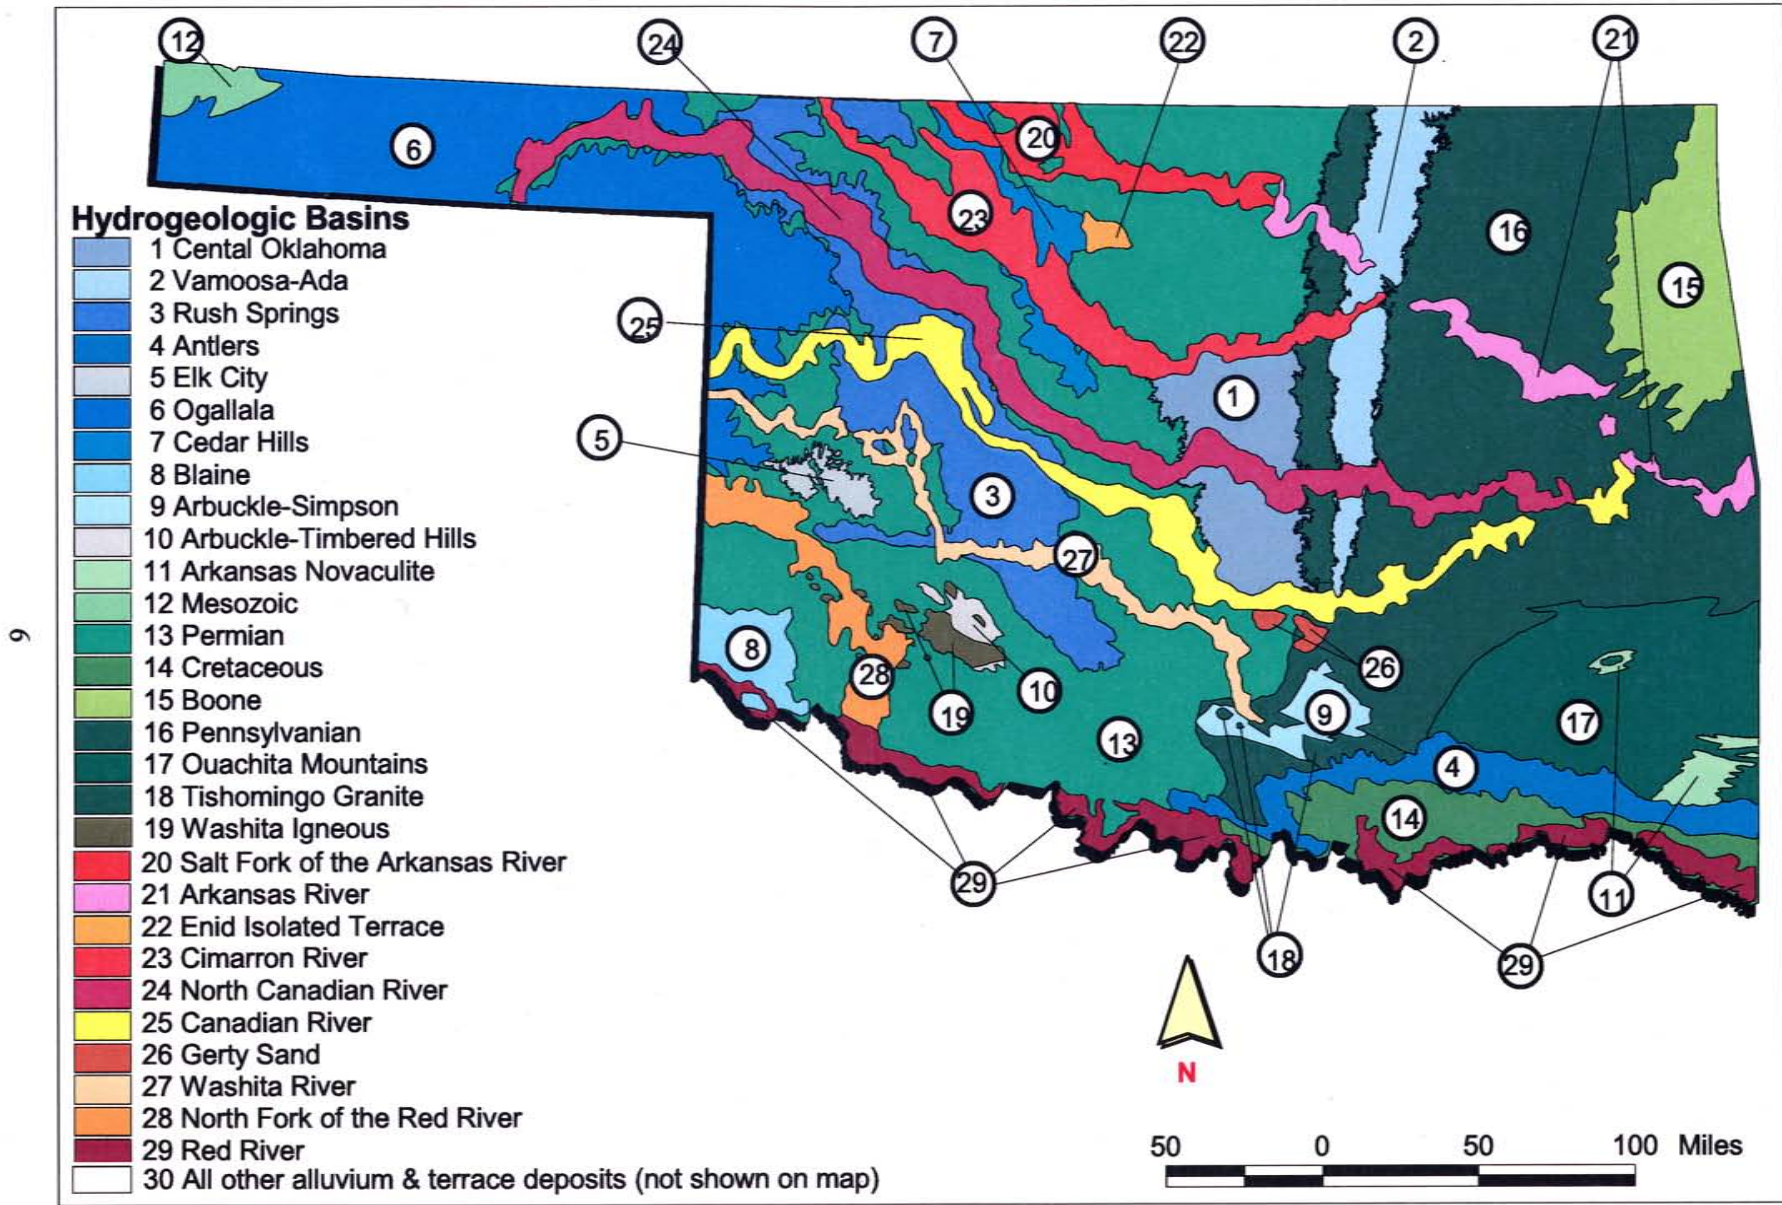 12
24
7
22
2
21
20
6
23
16
15
25
1
5
3
27
8
28
26
10
19
9
17
13
4
14
29
11
18
29
Hydrogeologic Basins
1 Cental Oklahoma
2 Vamoosa-Ada
3 Rush Springs
4 Antlers
5 Elk City
6 Ogallala
7 Cedar Hills
8 Blaine
9 Arbuckle-Simpson
10 Arbuckle-Timbered Hills
11 Arkansas Novaculite
12 Mesozoic
13 Permian
14 Cretaceous
15 Boone
16 Pennsylvanian
17 Ouachita Mountains
18 Tishomingo Granite
19 Washita Igneous
20 Salt Fork of the Arkansas River
21 Arkansas River
22 Enid Isolated Terrace
23 Cimarron River
24 North Canadian River
25 Canadian River
26 Gerty Sand
27 Washita River
28 North Fork of the Red River
29 Red River
30 All other alluvium & terrace deposits (not shown on map)
N
50 0 50 100 Miles
9